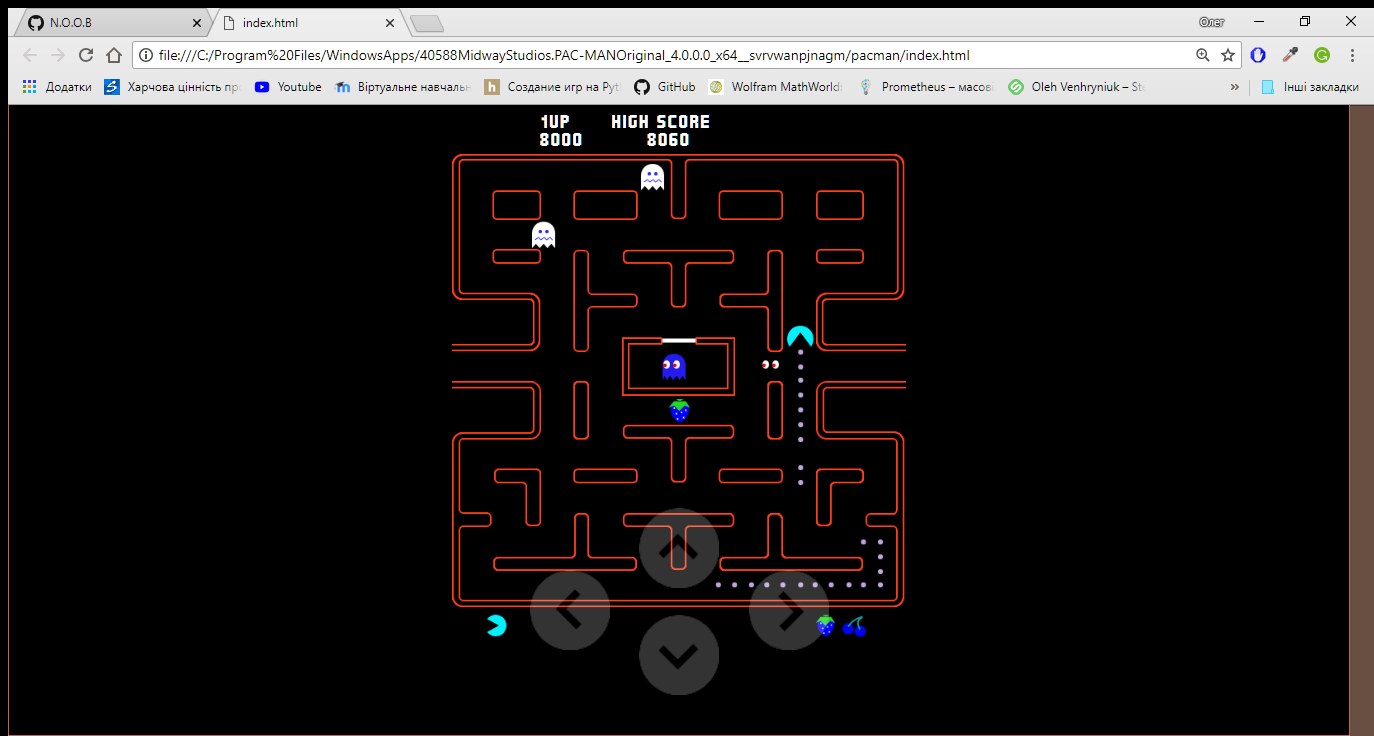 N.O.O.B
index.html
Олег
file:///C:/Program%20Files/WindowsApps/40588MidwayStudios.PAC-MANOriginal_4.0.0.0_x64__svrvwanpjnagm/pacman/index.html
Додатки
Харчова цінність пр
Youtube
Віртуальне навчаль
Создание игр на Pyt
GitHub
Wolfram MathWorld:
Prometheus – масові
Oleh Venhryniuk – St
Інші закладки
1UP HIGH SCORE
8000 8060